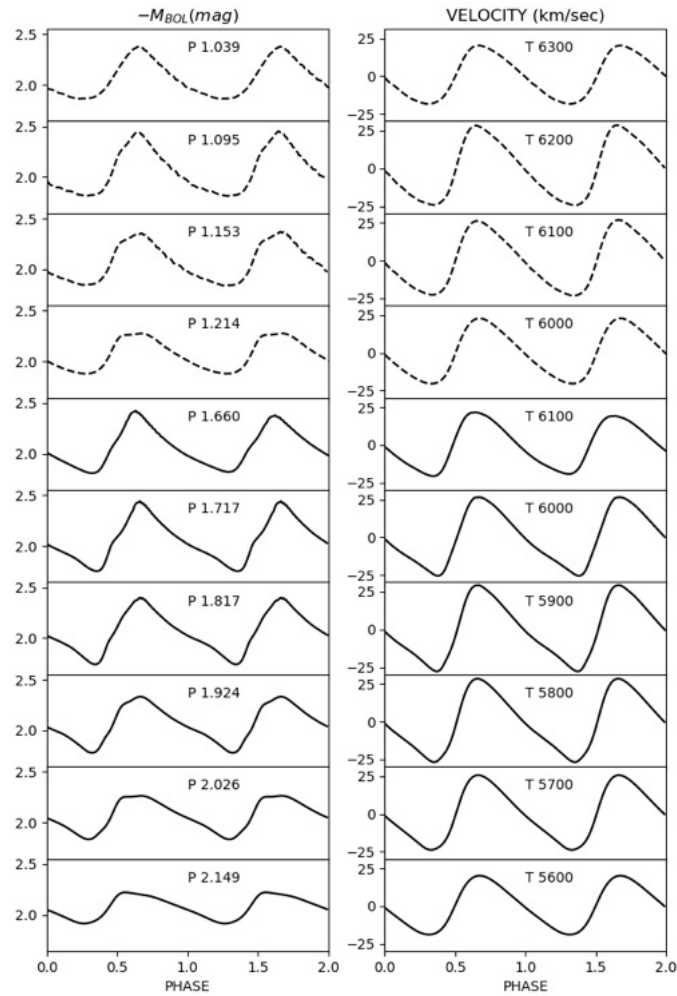 −M_BOL(mag) VELOCITY (km/sec)
2.5 P 1.039 25 T 6300
2.0 0
−25
2.5 P 1.095 25 T 6200
2.0 0
−25
2.5 P 1.153 25 T 6100
2.0 0
−25
2.5 P 1.214 25 T 6000
2.0 0
−25
2.5 P 1.660 25 T 6100
2.0 0
−25
2.5 P 1.717 25 T 6000
2.0 0
−25
2.5 P 1.817 25 T 5900
2.0 0
−25
2.5 P 1.924 25 T 5800
2.0 0
−25
2.5 P 2.026 25 T 5700
2.0 0
−25
2.5 P 2.149 25 T 5600
2.0 0
−25
0.0 0.5 1.0 1.5 2.0 0.0 0.5 1.0 1.5 2.0
PHASE PHASE